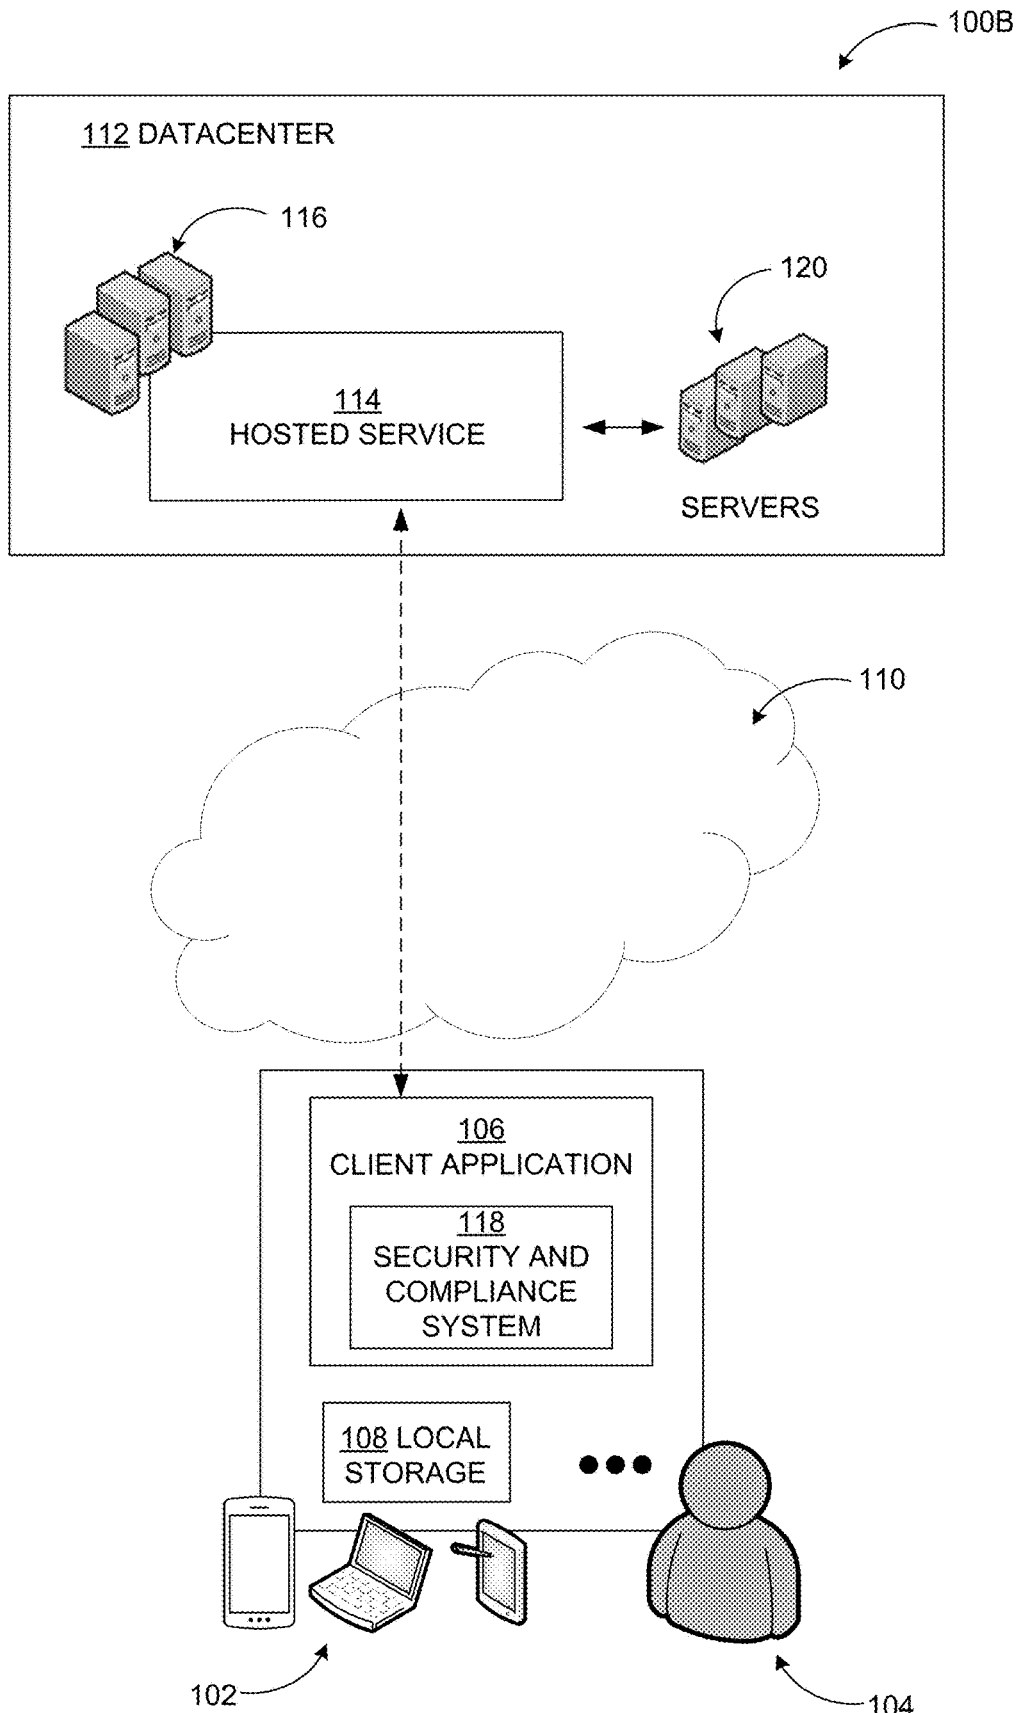 100B
112 DATACENTER
116
120
114
HOSTED SERVICE
SERVERS
110
106
CLIENT APPLICATION
118
SECURITY AND
COMPLIANCE
SYSTEM
108 LOCAL
STORAGE
102
104